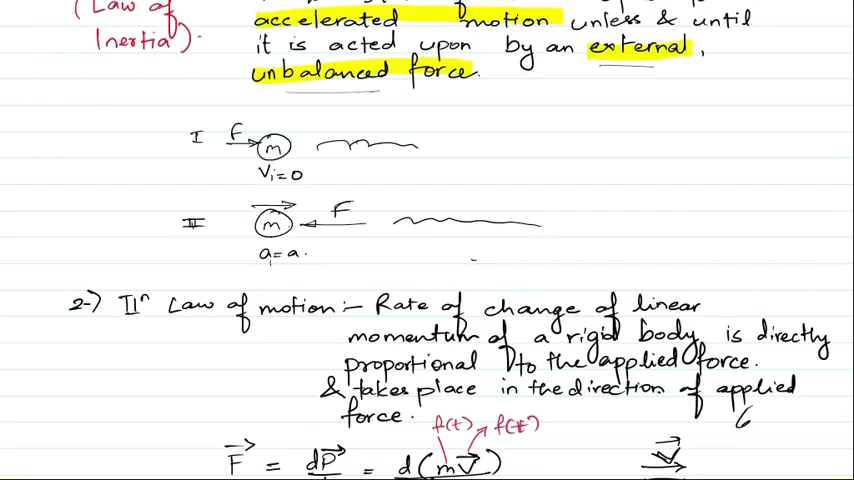 (Law of
Inertia).
accelerated motion unless & until
it is acted upon by an external,
unbalanced force.
I F
m
Vi=0
II F
m
a = a.
2-) IIn Law of motion:- Rate of change of linear
momentum of a rigid body is directly
proportional to the applied force.
& takes place in the direction of applied
force. 6
f(t) f(t)
F = dP = d(mV) V